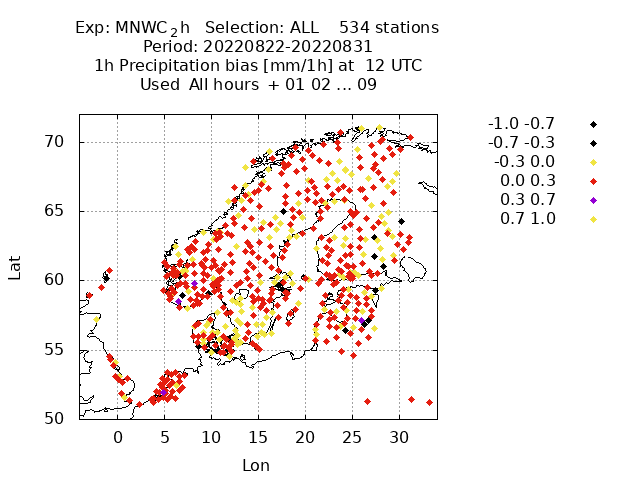 Exp: MNWC_2h Selection: ALL 534 stations
Period: 20220822-20220831
1h Precipitation bias [mm/1h] at 12 UTC
Used All hours + 01 02 ... 09
-1.0 -0.7
-0.7 -0.3
-0.3 0.0
0.0 0.3
0.3 0.7
0.7 1.0
70
65
60
55
50
Lat
0 5 10 15 20 25 30
Lon